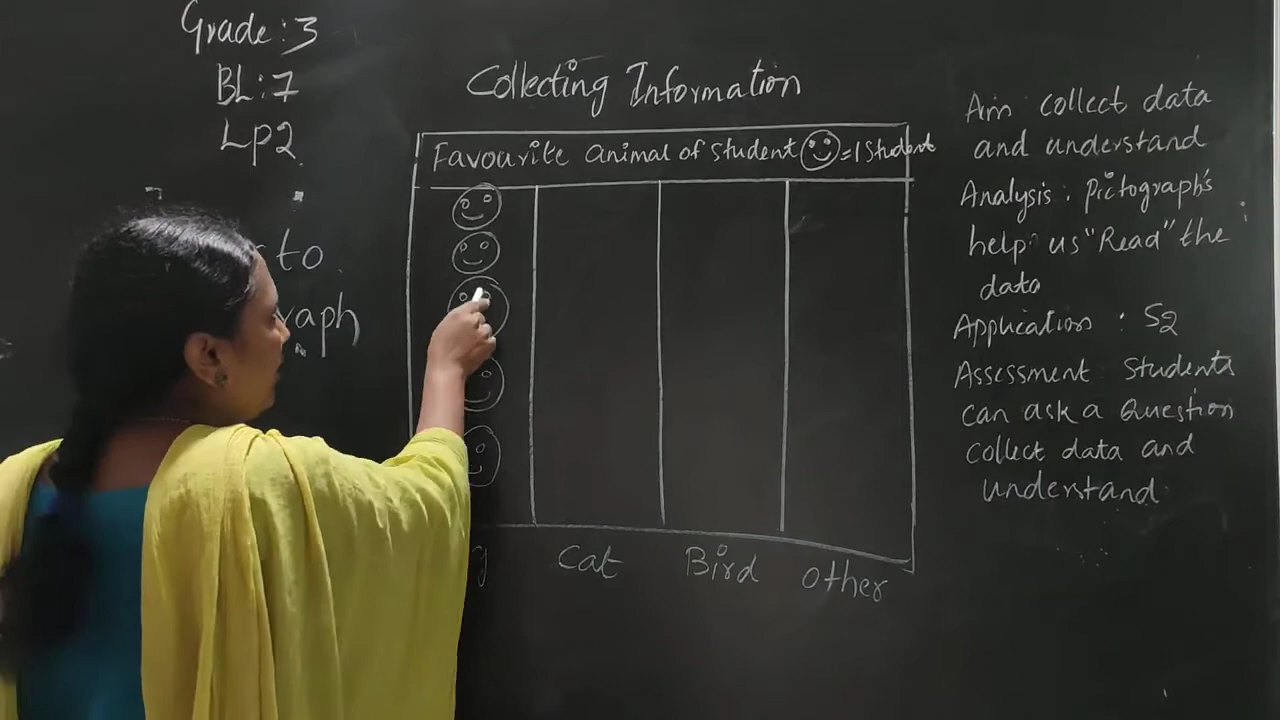 Grade : 3
BL : 7
Lp2.
to
Collecting Information
Favourite animal of student = 1 Student
Cat Bird other
Aim collect data
and understand
Analysis : Pictograph's
help us "Read" the
data
Application : S2
Assessment Students
can ask a Question
collect data and
understand